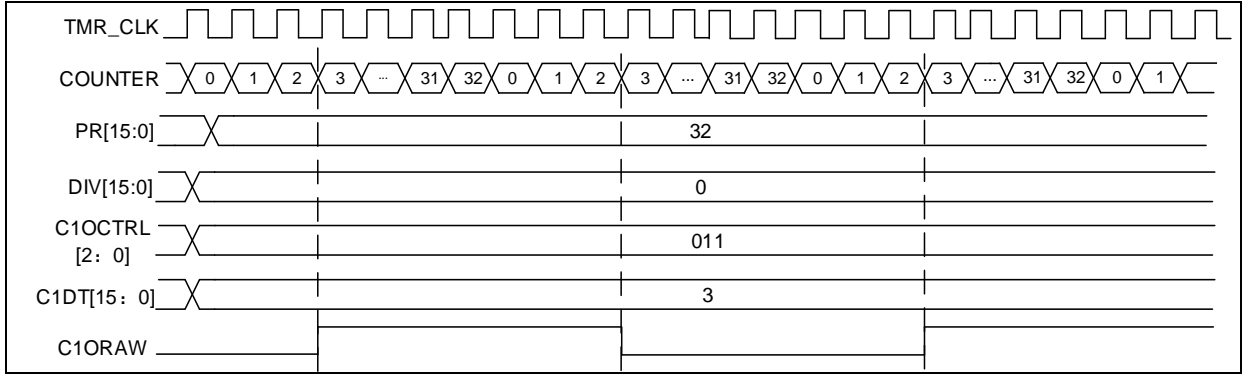 TMR_CLK
COUNTER 0 1 2 3 ... 31 32 0 1 2 3 ... 31 32 0 1 2 3 ... 31 32 0 1
PR[15:0] 32
DIV[15:0] 0
C1OCTRL
[2：0] 011
C1DT[15：0] 3
C1ORAW